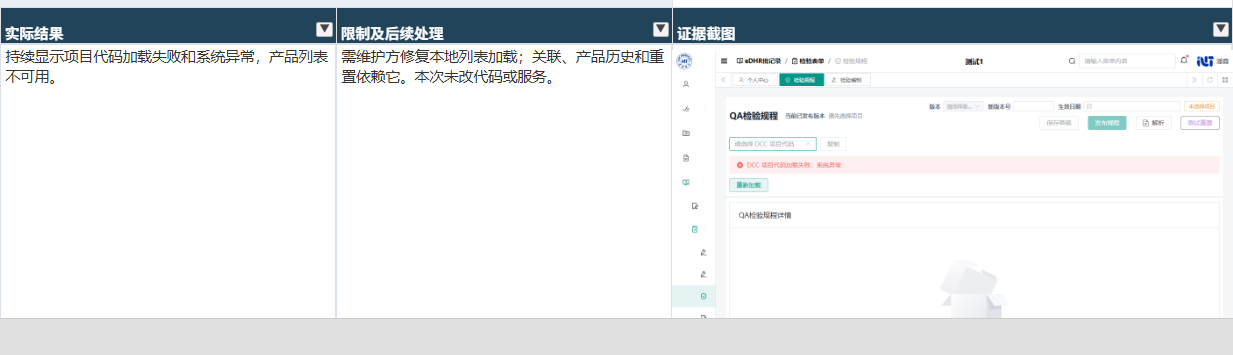 实际结果
限制及后续处理
证据截图
持续显示项目代码加载失败和系统异常，产品列表
不可用。
需维护方修复本地列表加载；关联、产品历史和重
置依赖它。本次未改代码或服务。
eDHR批记录 / 检验表单 / 检验规程
测试1
请输入菜单内容
个人中心
检验规程
检验编制
QA检验规程 当前已发布版本 请先选择项目
版本
新版本号
生效日期
未选择项目
保存草稿
发布规程
解析
测试重置
请选择 DCC 项目代码
复制
DCC 项目代码加载失败：系统异常
重新加载
QA检验规程详情